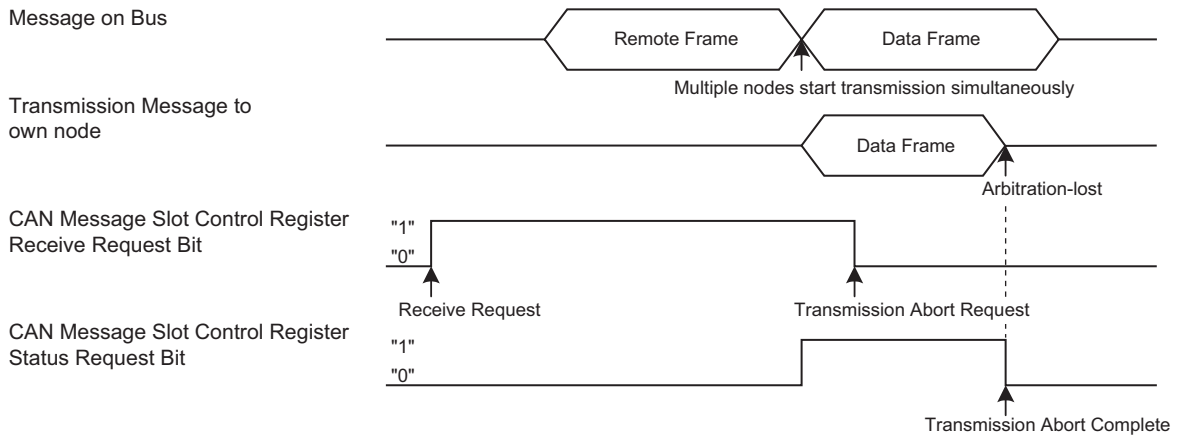 Message on Bus
Remote Frame
Data Frame
Multiple nodes start transmission simultaneously
Transmission Message to
own node
Data Frame
Arbitration-lost
CAN Message Slot Control Register
Receive Request Bit
"1"
"0"
Receive Request
Transmission Abort Request
CAN Message Slot Control Register
Status Request Bit
"1"
"0"
Transmission Abort Complete